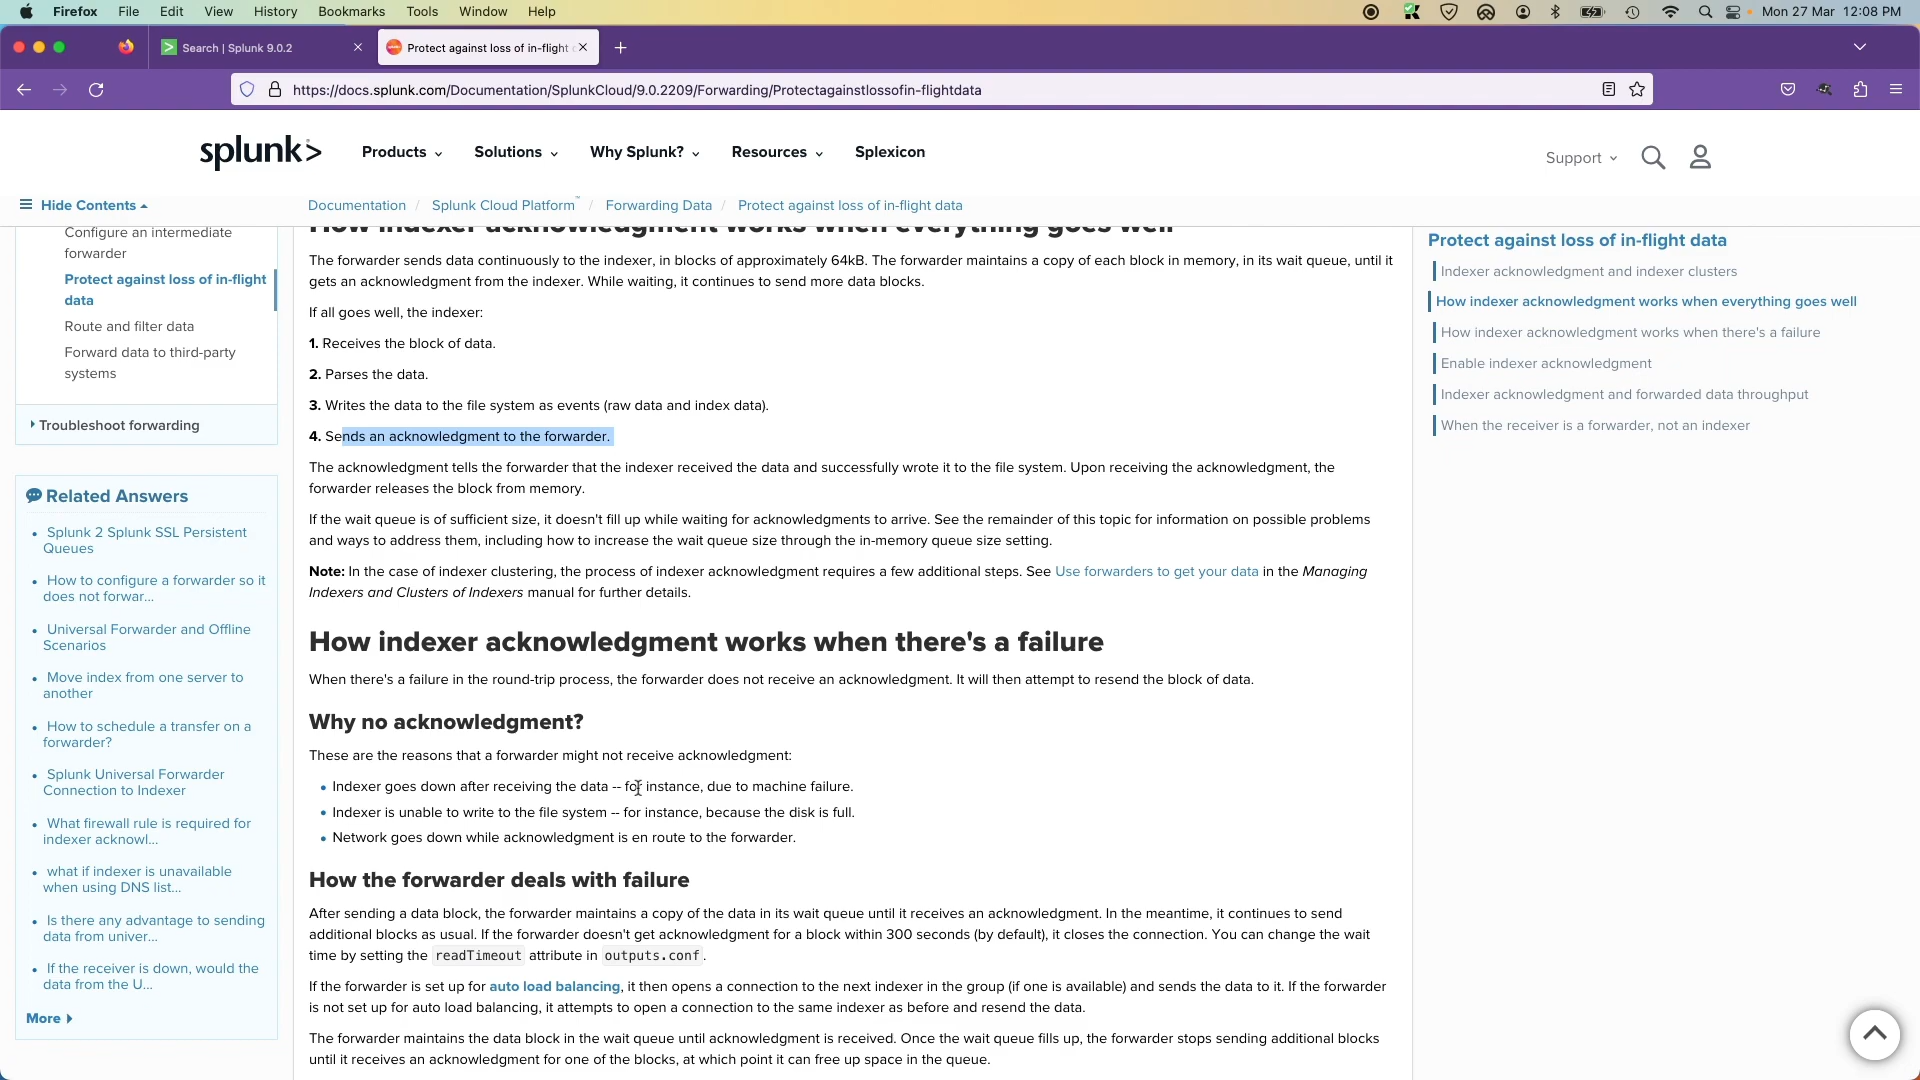 Firefox File Edit View History Bookmarks Tools Window Help Mon 27 Mar 12:08 PM
Search | Splunk 9.0.2 Protect against loss of in-flight
https://docs.splunk.com/Documentation/SplunkCloud/9.0.2209/Forwarding/Protectagainstlossofin-flightdata
splunk> Products Solutions Why Splunk? Resources Splexicon Support
Hide Contents Documentation / Splunk Cloud Platform™ / Forwarding Data / Protect against loss of in-flight data
Configure an intermediate
forwarder
Protect against loss of in-flight
data
Route and filter data
Forward data to third-party
systems
Troubleshoot forwarding
Related Answers
• Splunk 2 Splunk SSL Persistent
Queues
• How to configure a forwarder so it
does not forwar...
• Universal Forwarder and Offline
Scenarios
• Move index from one server to
another
• How to schedule a transfer on a
forwarder?
• Splunk Universal Forwarder
Connection to Indexer
• What firewall rule is required for
indexer acknowl...
• what if indexer is unavailable
when using DNS list...
• Is there any advantage to sending
data from univer...
• If the receiver is down, would the
data from the U...
More
How indexer acknowledgment works when everything goes well
The forwarder sends data continuously to the indexer, in blocks of approximately 64kB. The forwarder maintains a copy of each block in memory, in its wait queue, until it
gets an acknowledgment from the indexer. While waiting, it continues to send more data blocks.
If all goes well, the indexer:
1. Receives the block of data.
2. Parses the data.
3. Writes the data to the file system as events (raw data and index data).
4. Sends an acknowledgment to the forwarder.
The acknowledgment tells the forwarder that the indexer received the data and successfully wrote it to the file system. Upon receiving the acknowledgment, the
forwarder releases the block from memory.
If the wait queue is of sufficient size, it doesn't fill up while waiting for acknowledgments to arrive. See the remainder of this topic for information on possible problems
and ways to address them, including how to increase the wait queue size through the in-memory queue size setting.
Note: In the case of indexer clustering, the process of indexer acknowledgment requires a few additional steps. See Use forwarders to get your data in the Managing
Indexers and Clusters of Indexers manual for further details.
How indexer acknowledgment works when there's a failure
When there's a failure in the round-trip process, the forwarder does not receive an acknowledgment. It will then attempt to resend the block of data.
Why no acknowledgment?
These are the reasons that a forwarder might not receive acknowledgment:
• Indexer goes down after receiving the data -- for instance, due to machine failure.
• Indexer is unable to write to the file system -- for instance, because the disk is full.
• Network goes down while acknowledgment is en route to the forwarder.
How the forwarder deals with failure
After sending a data block, the forwarder maintains a copy of the data in its wait queue until it receives an acknowledgment. In the meantime, it continues to send
additional blocks as usual. If the forwarder doesn't get acknowledgment for a block within 300 seconds (by default), it closes the connection. You can change the wait
time by setting the readTimeout attribute in outputs.conf.
If the forwarder is set up for auto load balancing, it then opens a connection to the next indexer in the group (if one is available) and sends the data to it. If the forwarder
is not set up for auto load balancing, it attempts to open a connection to the same indexer as before and resend the data.
The forwarder maintains the data block in the wait queue until acknowledgment is received. Once the wait queue fills up, the forwarder stops sending additional blocks
until it receives an acknowledgment for one of the blocks, at which point it can free up space in the queue.
Protect against loss of in-flight data
Indexer acknowledgment and indexer clusters
How indexer acknowledgment works when everything goes well
How indexer acknowledgment works when there's a failure
Enable indexer acknowledgment
Indexer acknowledgment and forwarded data throughput
When the receiver is a forwarder, not an indexer